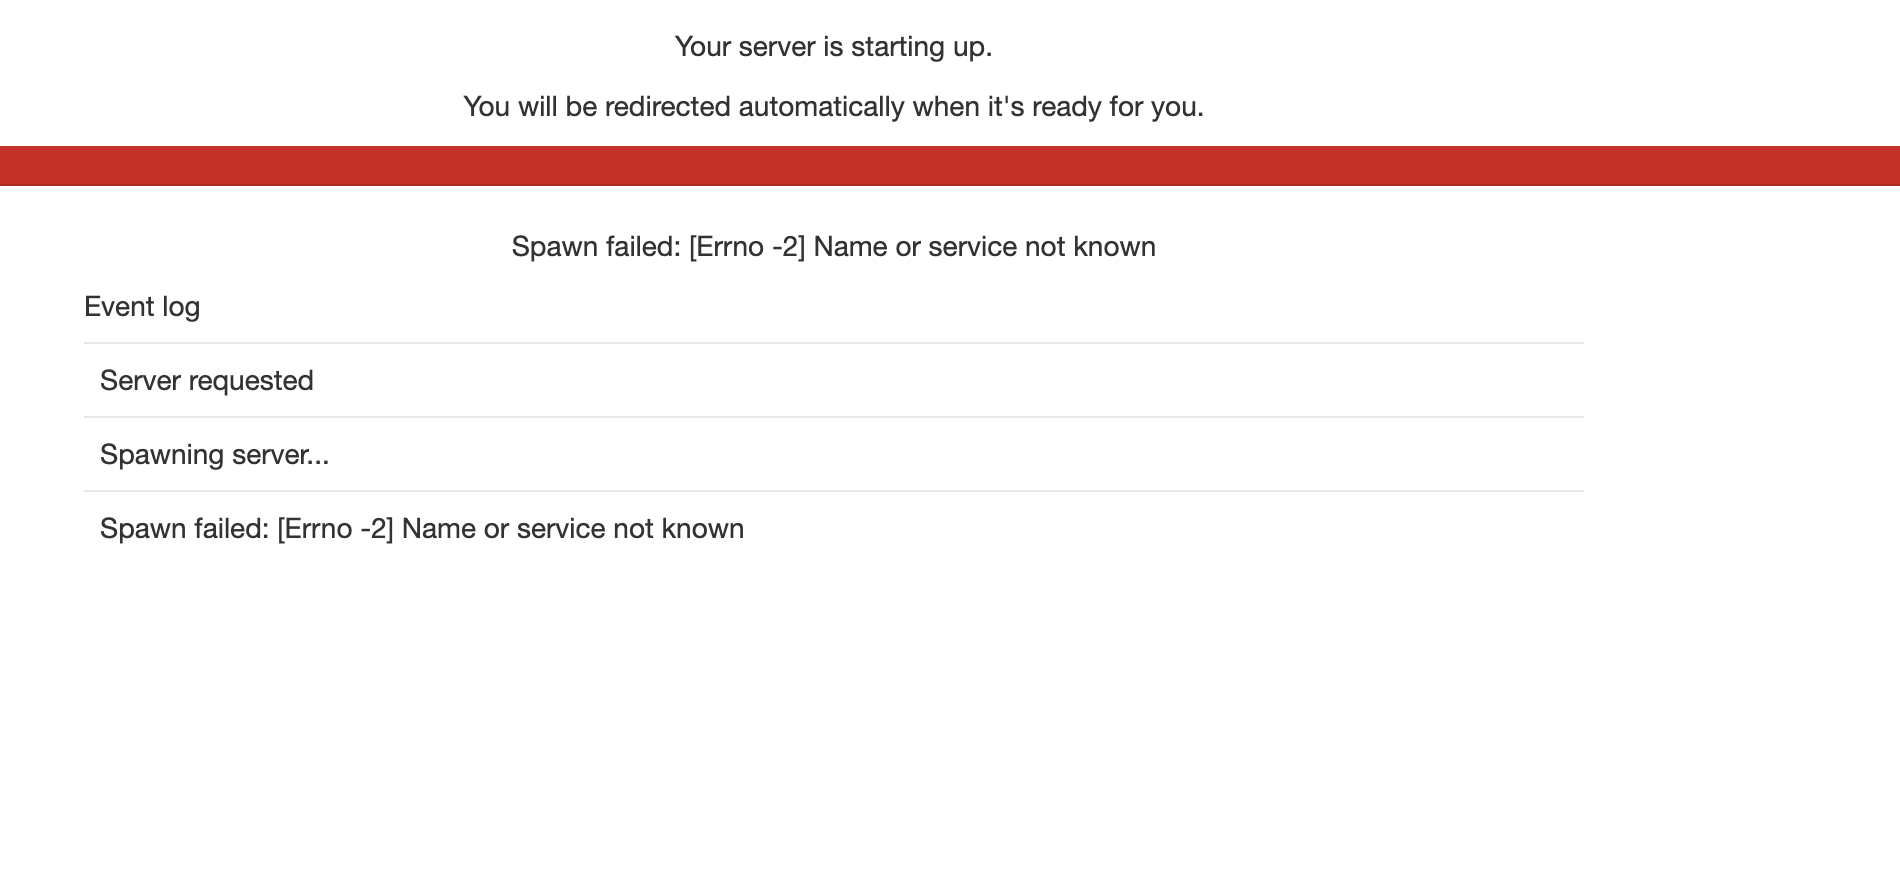 Your server is starting up.
You will be redirected automatically when it's ready for you.
Spawn failed: [Errno -2] Name or service not known
Event log
Server requested
Spawning server...
Spawn failed: [Errno -2] Name or service not known